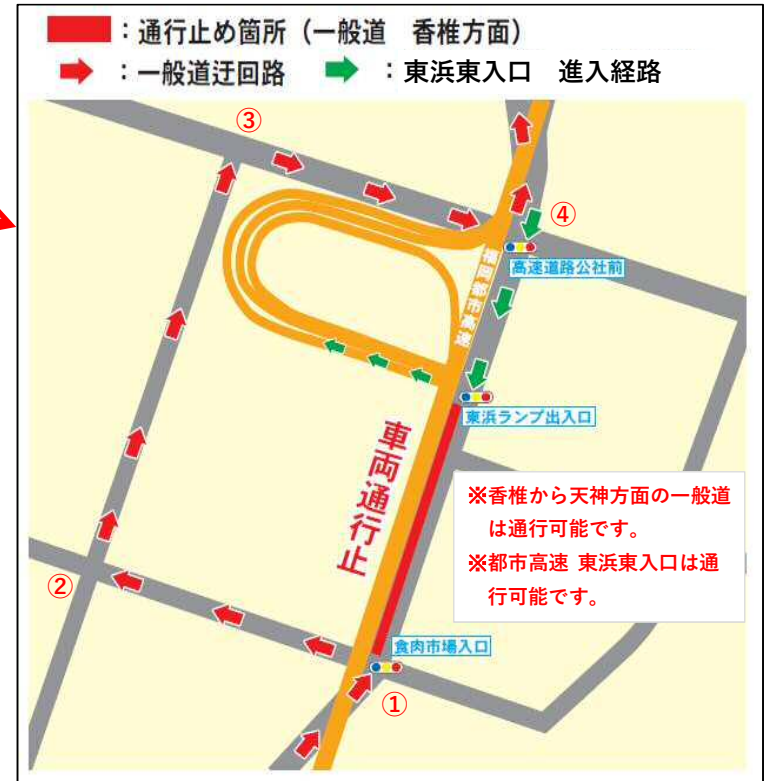 ：通行止め箇所（一般道　香椎方面）
：一般道迂回路　：東浜東入口　進入経路
③
④
高速道路公社前
福岡都市高速
東浜ランプ出入口
車両通行止
※香椎から天神方面の一般道
は通行可能です。
※都市高速 東浜東入口は通
行可能です。
②
食肉市場入口
①